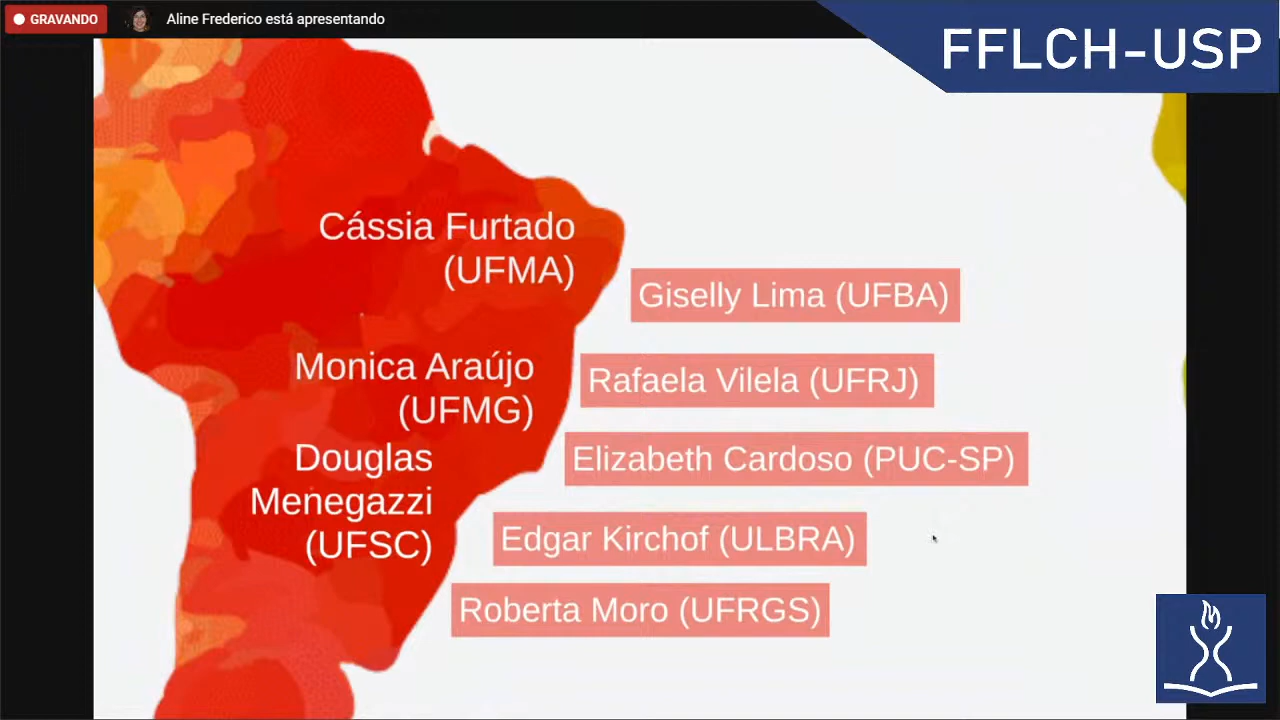 GRAVANDO
Aline Frederico está apresentando
FFLCH-USP
Cássia Furtado
(UFMA)
Giselly Lima (UFBA)
Monica Araújo
(UFMG)
Rafaela Vilela (UFRJ)
Douglas
Menegazzi
(UFSC)
Elizabeth Cardoso (PUC-SP)
Edgar Kirchof (ULBRA)
Roberta Moro (UFRGS)